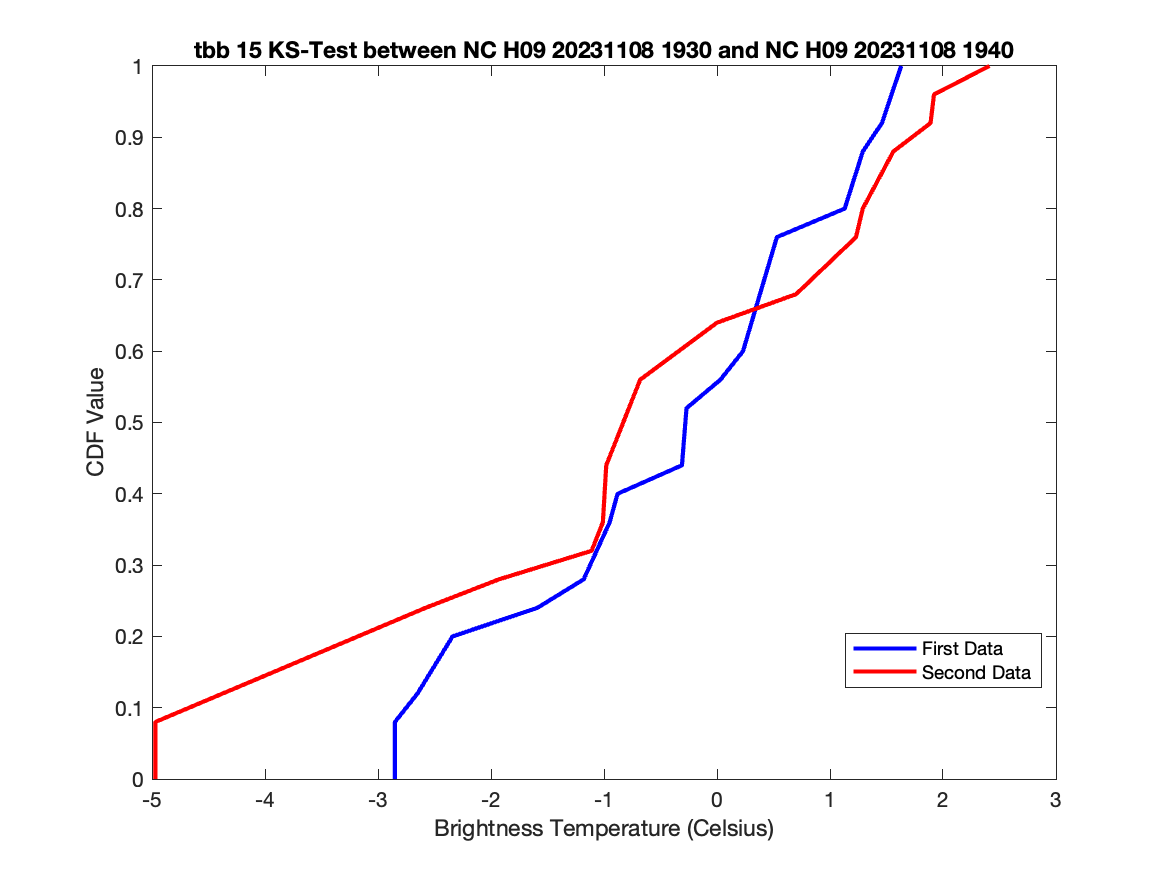 tbb 15 KS-Test between NC H09 20231108 1930 and NC H09 20231108 1940
1
0.9
0.8
0.7
0.6
0.5
0.4
0.3
0.2
0.1
0
CDF Value
First Data
Second Data
-5 -4 -3 -2 -1 0 1 2 3
Brightness Temperature (Celsius)